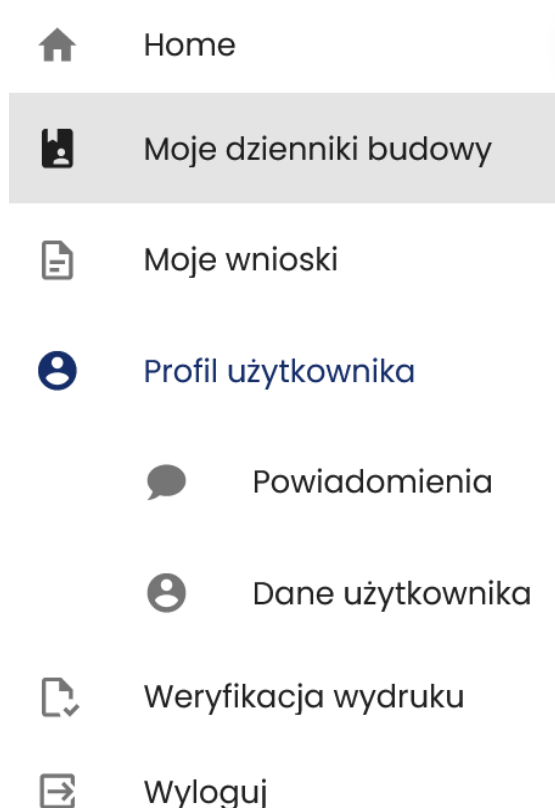 Home
Moje dzienniki budowy
Moje wnioski
Profil użytkownika
Powiadomienia
Dane użytkownika
Weryfikacja wydruku
Wyloguj